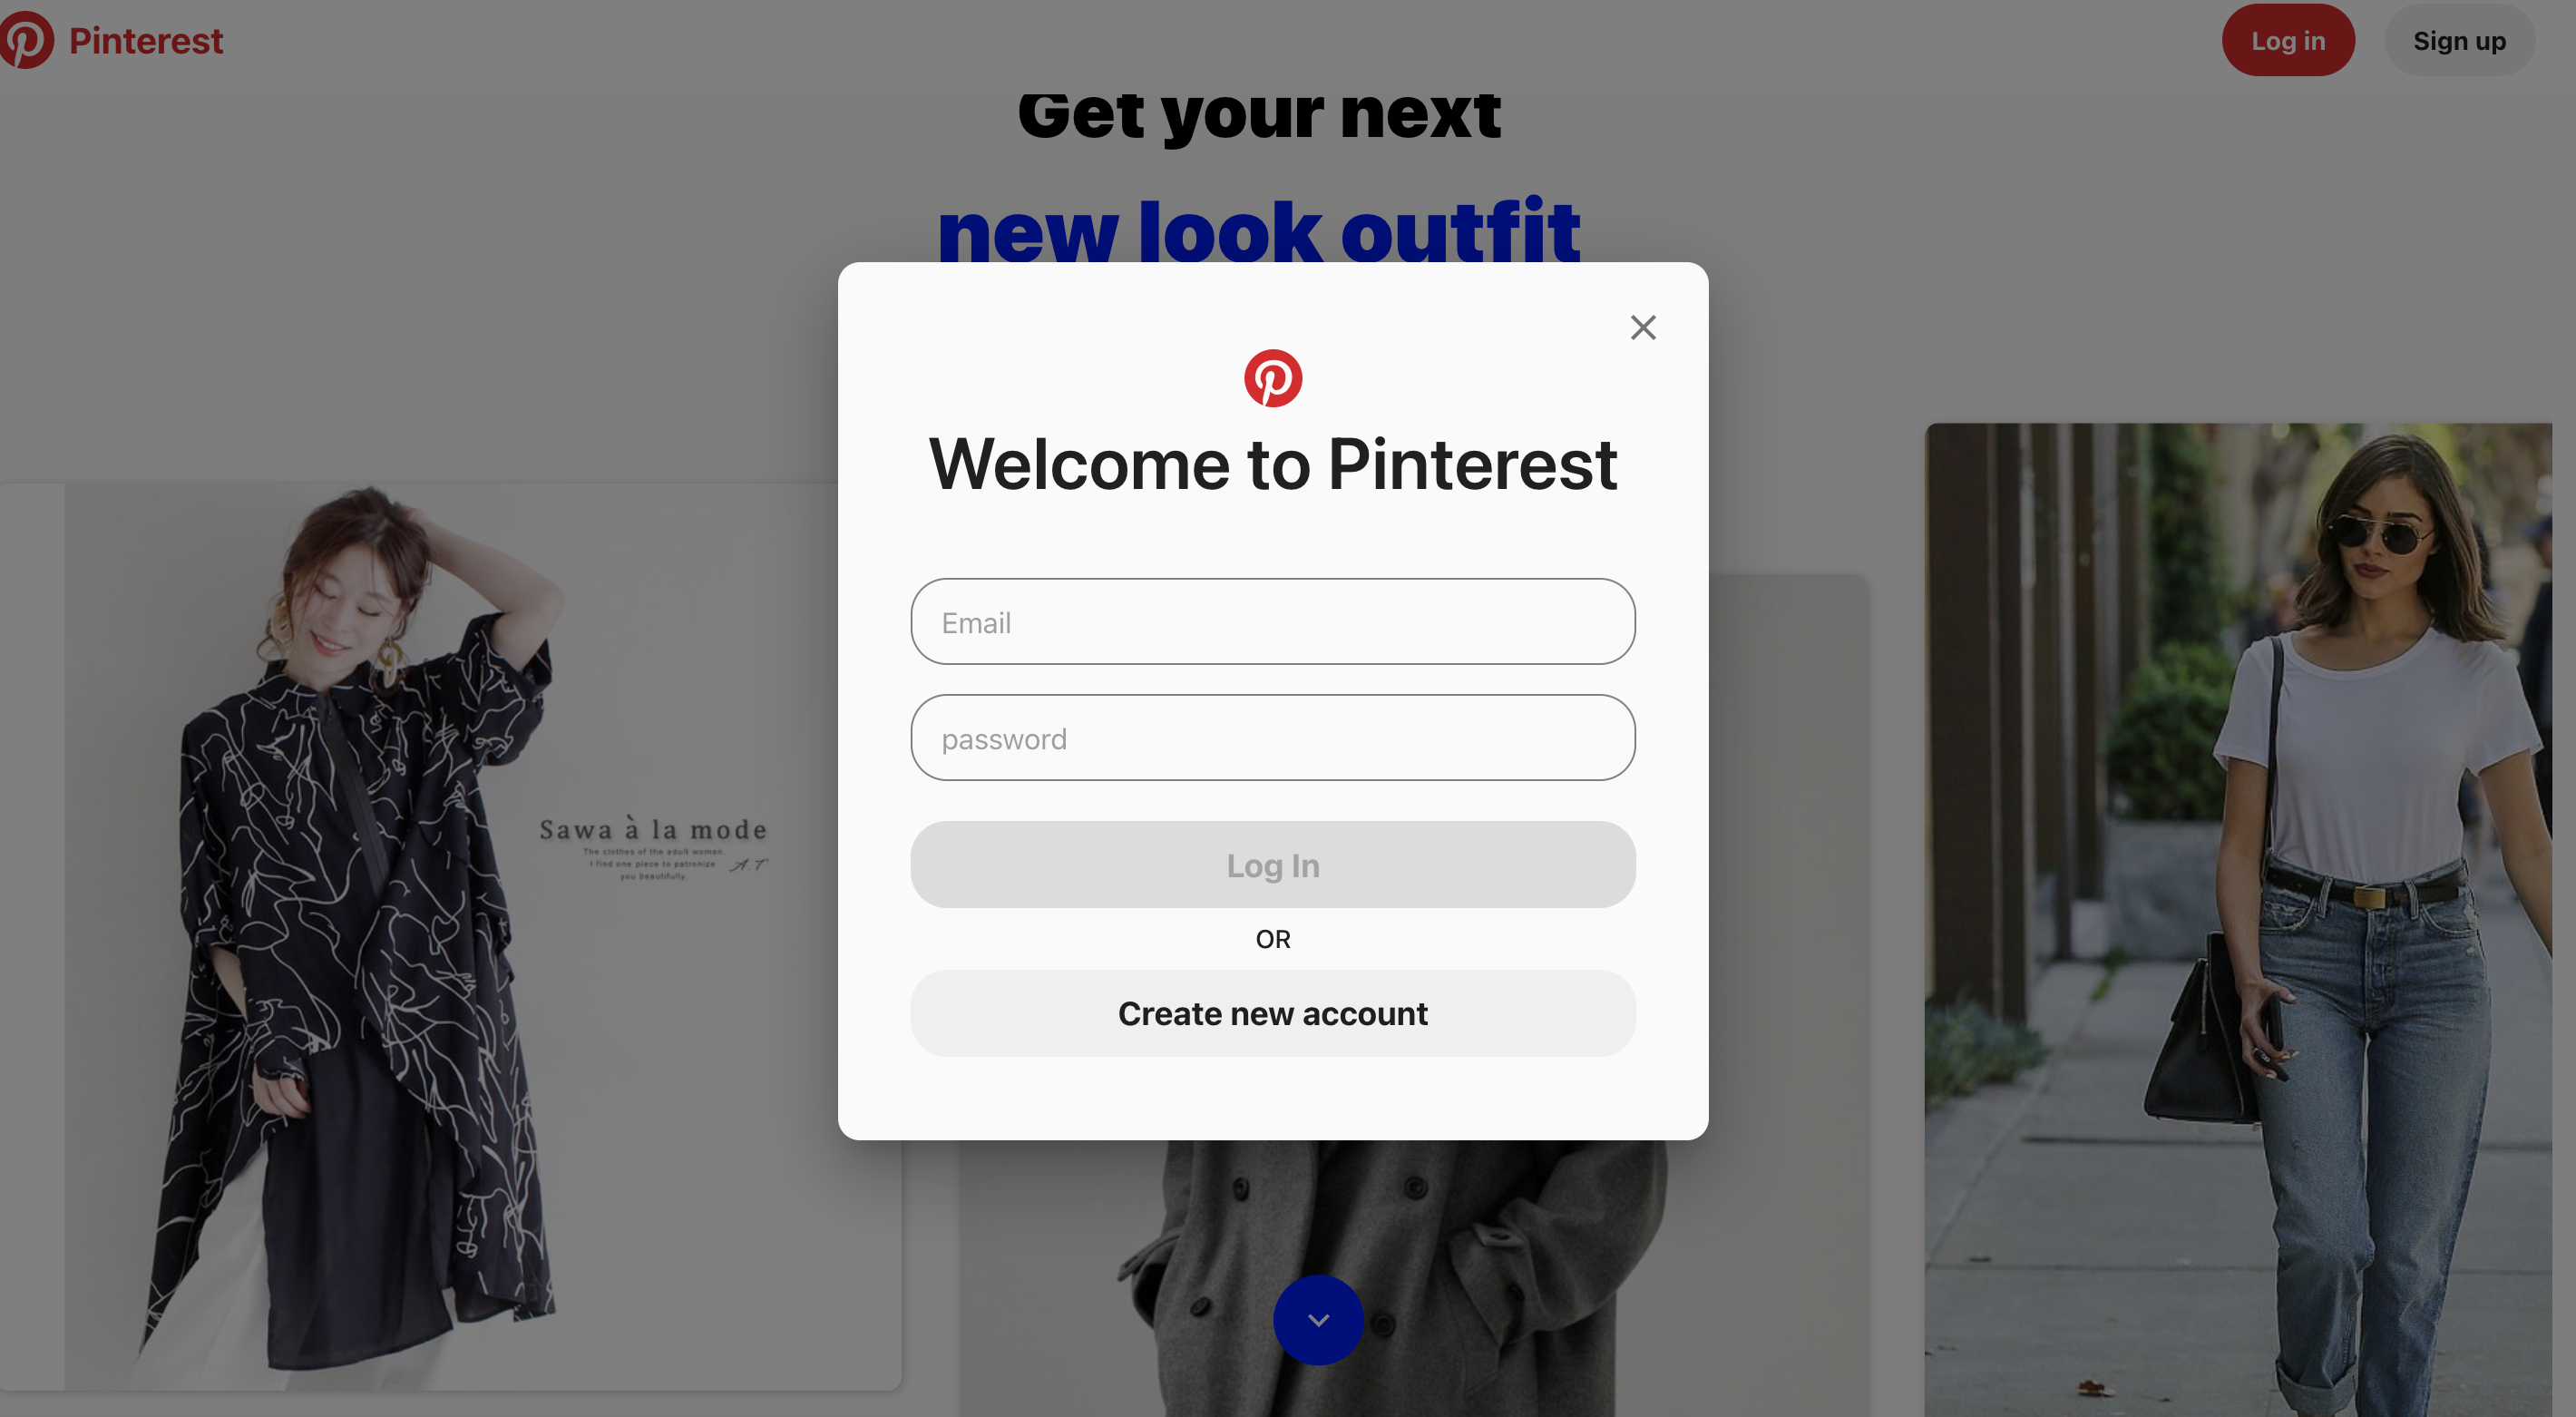 Pinterest
Log in
Sign up
Get your next
new look outfit
Welcome to Pinterest
Email
password
Sawa à la mode
The clothes of the adult woman.
I find one piece to patronize
you beautifully.
A.T
Log In
OR
Create new account